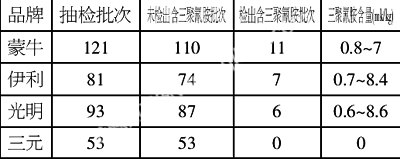 品牌 抽检批次 未检出含三聚氰胺批次 检出含三聚氰胺批次 三聚氰胺含量(mk/kg)
蒙牛 121 110 11 0.8~7
伊利 81 74 7 0.7~8.4
光明 93 87 6 0.6~8.6
三元 53 53 0 0